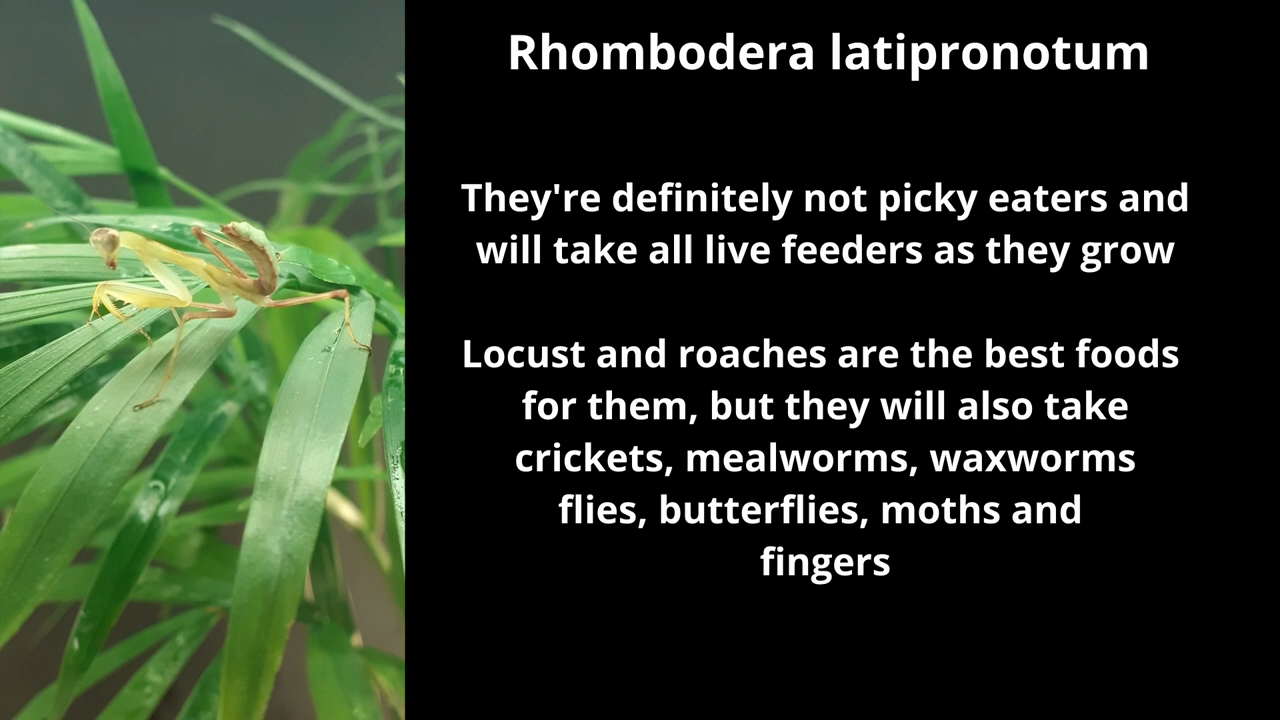 Rhombodera latipronotum
They're definitely not picky eaters and
will take all live feeders as they grow
Locust and roaches are the best foods
for them, but they will also take
crickets, mealworms, waxworms
flies, butterflies, moths and
fingers